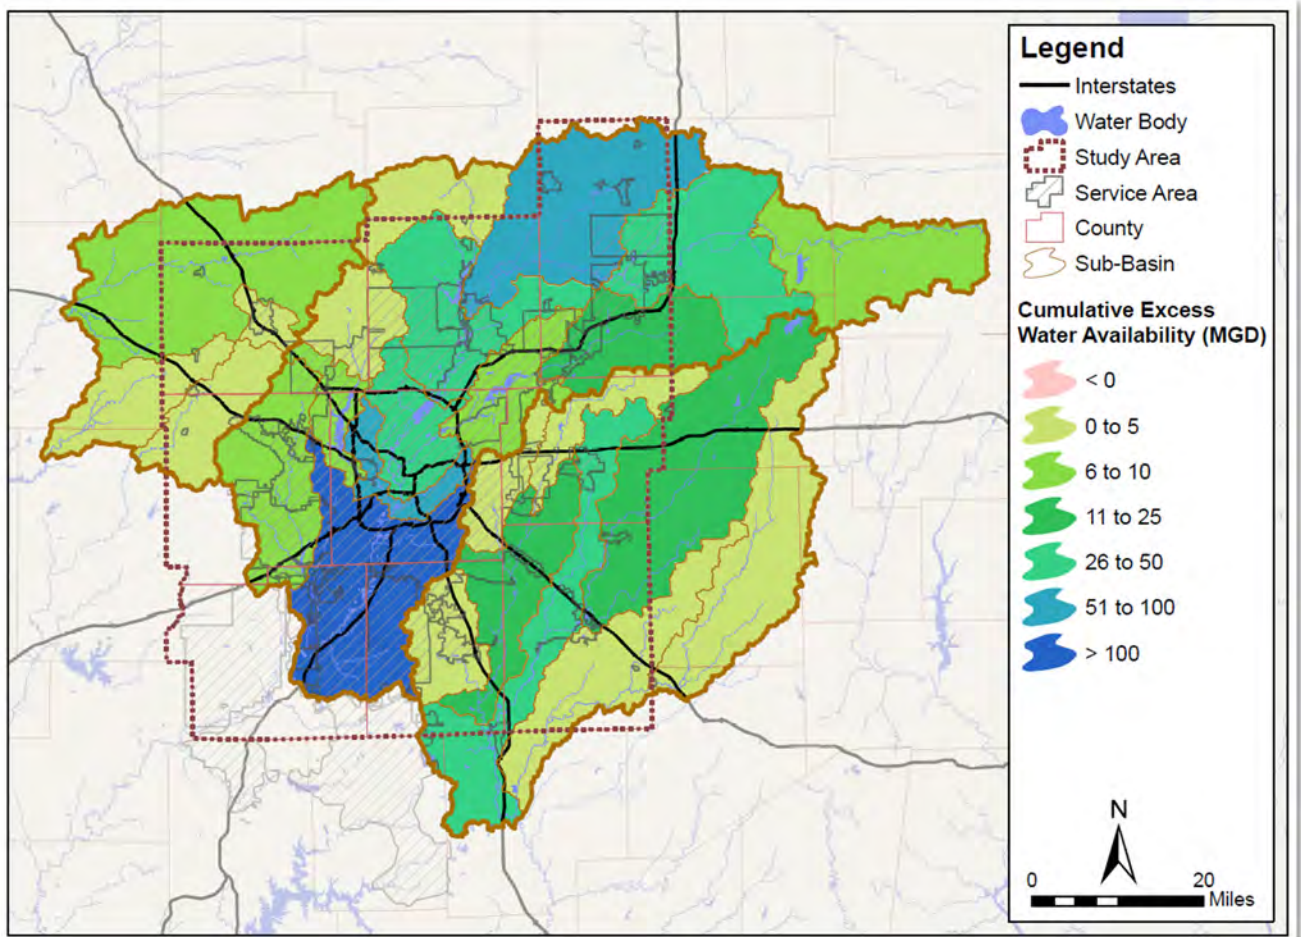 Legend
Interstates
Water Body
Study Area
Service Area
County
Sub-Basin
Cumulative Excess
Water Availability (MGD)
< 0
0 to 5
6 to 10
11 to 25
26 to 50
51 to 100
> 100
N
0 20
Miles